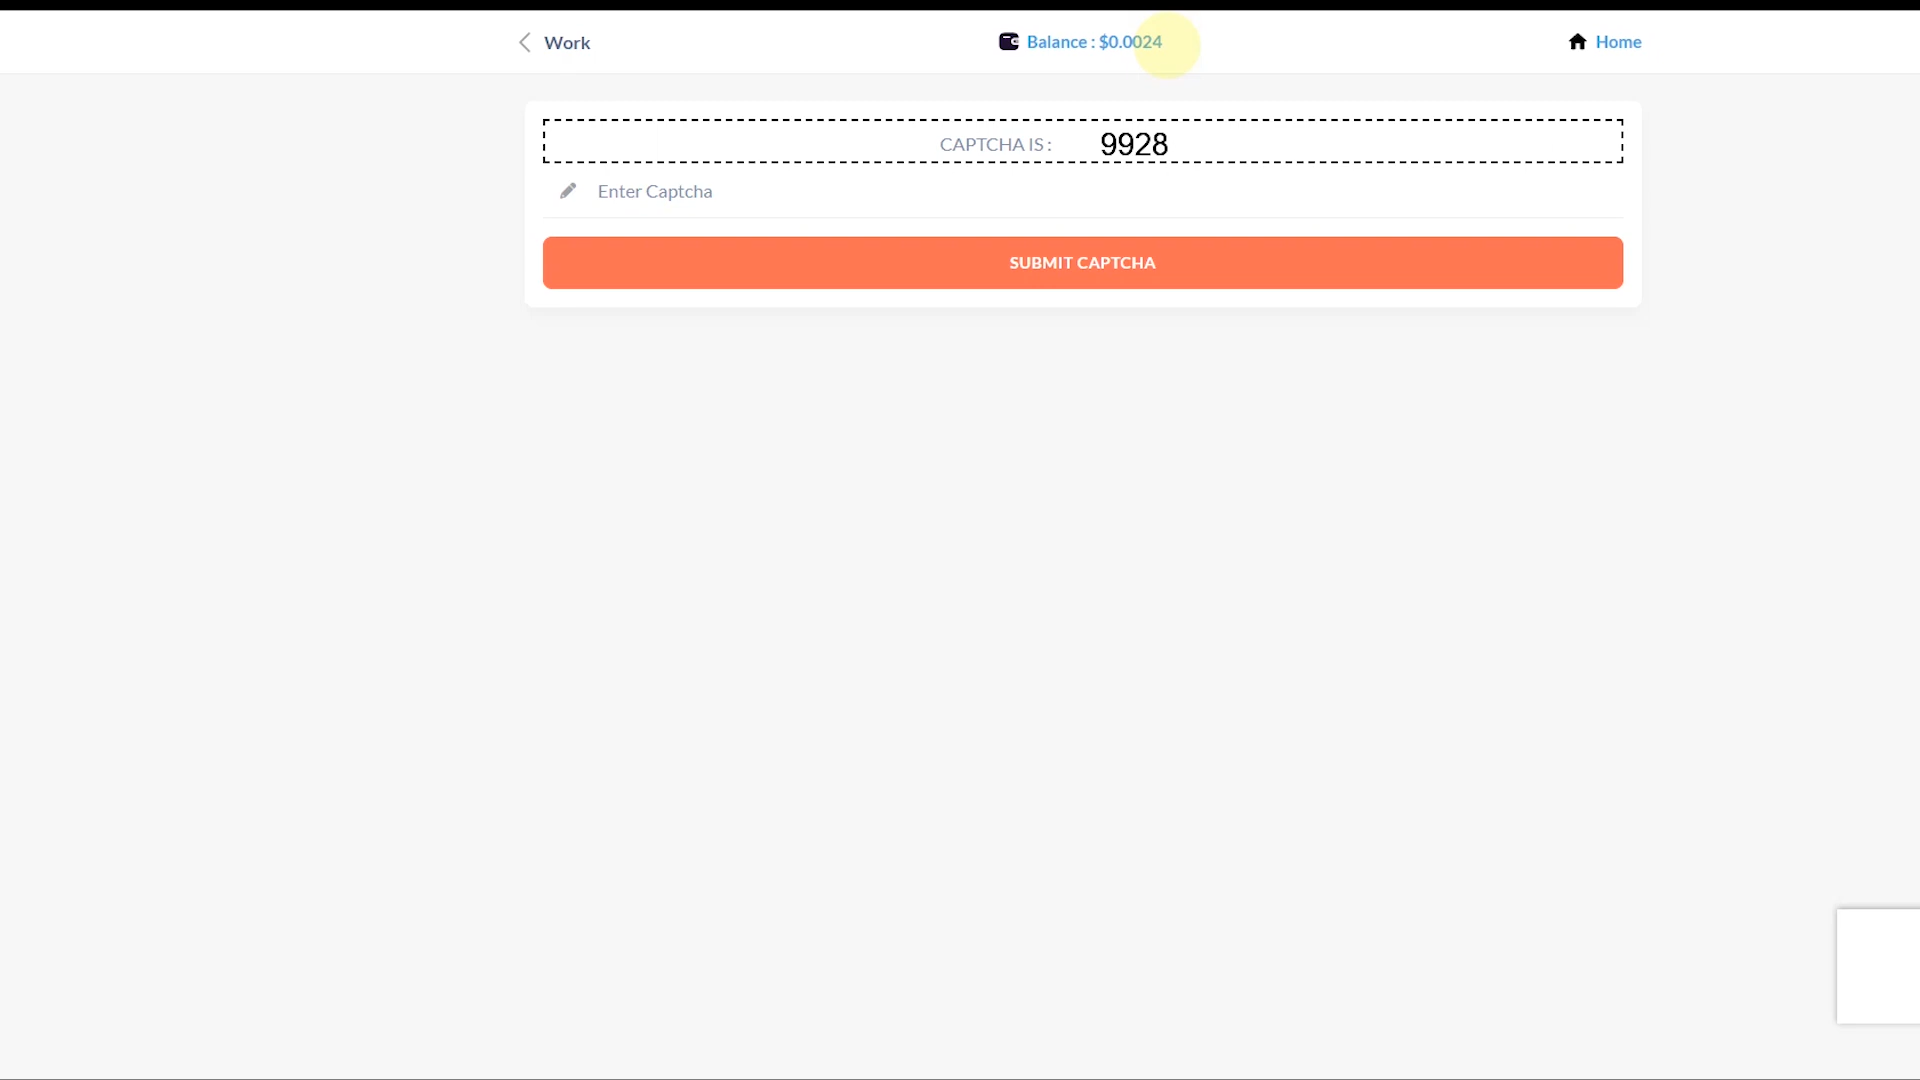 Work
Balance : $0.0024
Home
CAPTCHA IS :
9928
Enter Captcha
SUBMIT CAPTCHA